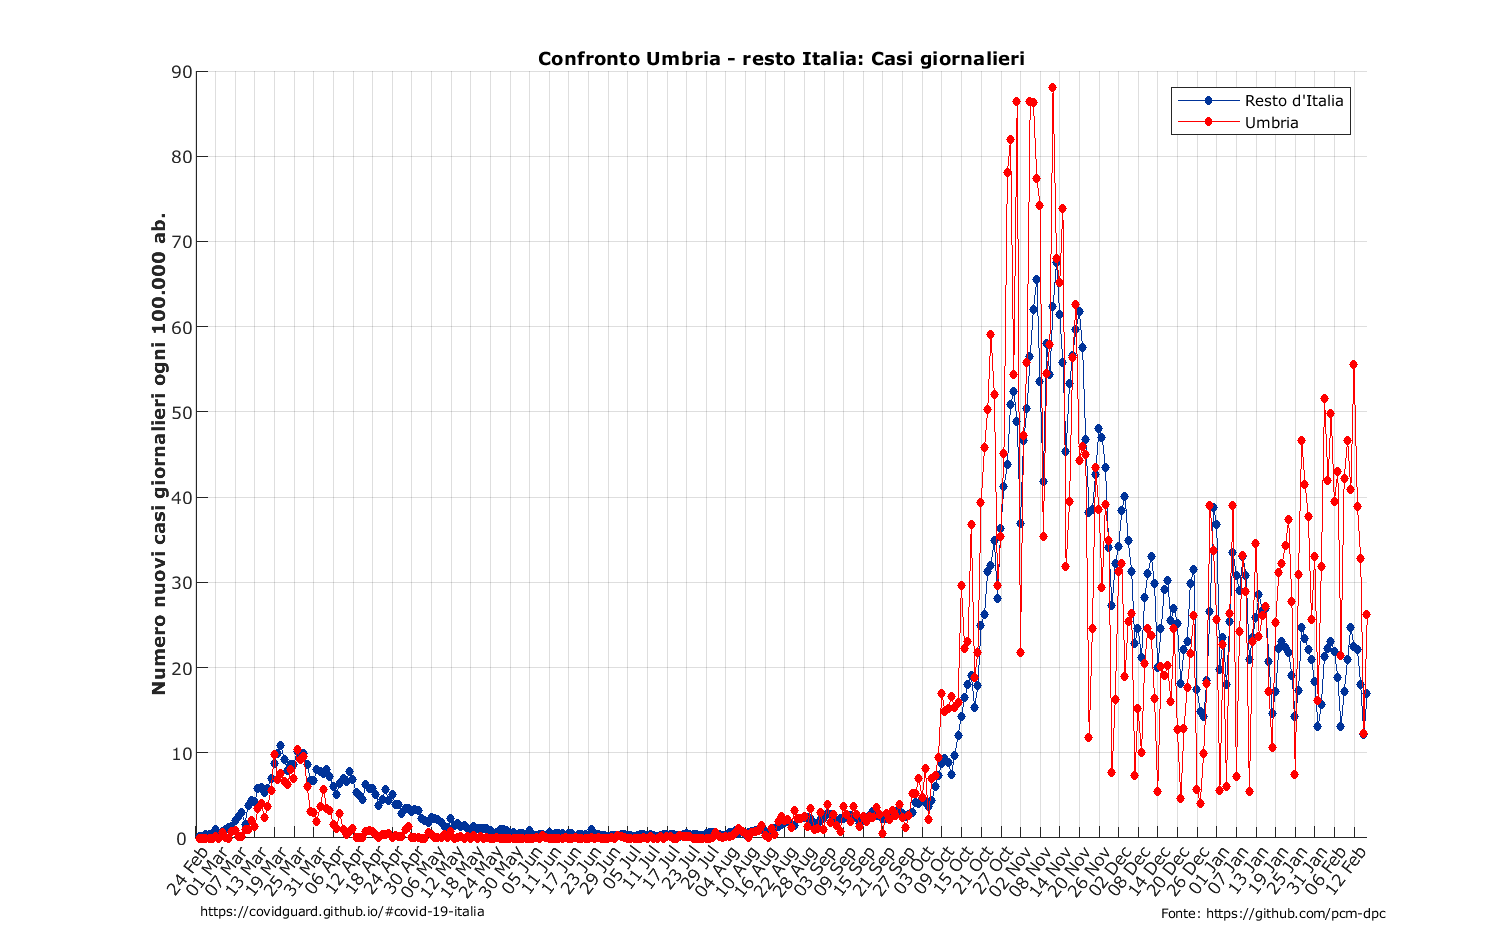 Confronto Umbria - resto Italia: Casi giornalieri
Numero nuovi casi giornalieri ogni 100.000 ab.
90
80
70
60
50
40
30
20
10
0
Resto d'Italia
Umbria
24 Feb
01 Mar
07 Mar
13 Mar
19 Mar
25 Mar
31 Mar
06 Apr
12 Apr
18 Apr
24 Apr
30 Apr
06 May
12 May
18 May
24 May
30 May
05 Jun
11 Jun
17 Jun
23 Jun
29 Jun
05 Jul
11 Jul
17 Jul
23 Jul
29 Jul
04 Aug
10 Aug
16 Aug
22 Aug
28 Aug
03 Sep
09 Sep
15 Sep
21 Sep
27 Sep
03 Oct
09 Oct
15 Oct
21 Oct
27 Oct
02 Nov
08 Nov
14 Nov
20 Nov
26 Nov
02 Dec
08 Dec
14 Dec
20 Dec
26 Dec
01 Jan
07 Jan
13 Jan
19 Jan
25 Jan
31 Jan
06 Feb
12 Feb
https://covidguard.github.io/#covid-19-italia
Fonte: https://github.com/pcm-dpc